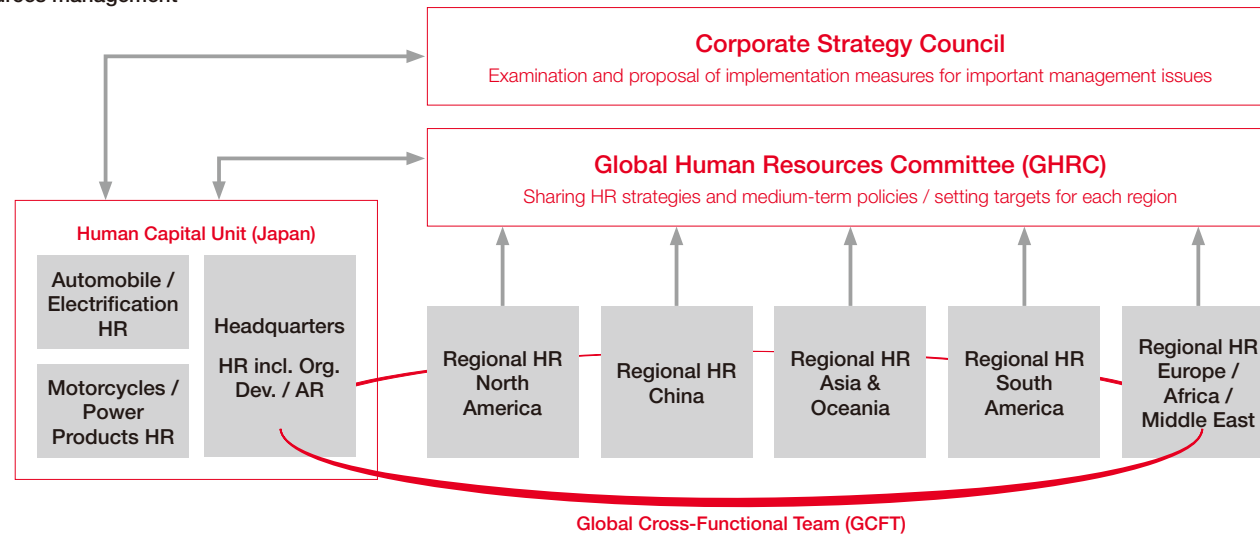 Corporate Strategy Council
Examination and proposal of implementation measures for important management issues
Global Human Resources Committee (GHRC)
Sharing HR strategies and medium-term policies / setting targets for each region
Human Capital Unit (Japan)
Automobile /
Electrification
HR
Motorcycles /
Power
Products HR
Headquarters
HR incl. Org.
Dev. / AR
Regional HR
North
America
Regional HR
China
Regional HR
Asia &
Oceania
Regional HR
South
America
Regional HR
Europe /
Africa /
Middle East
Global Cross-Functional Team (GCFT)